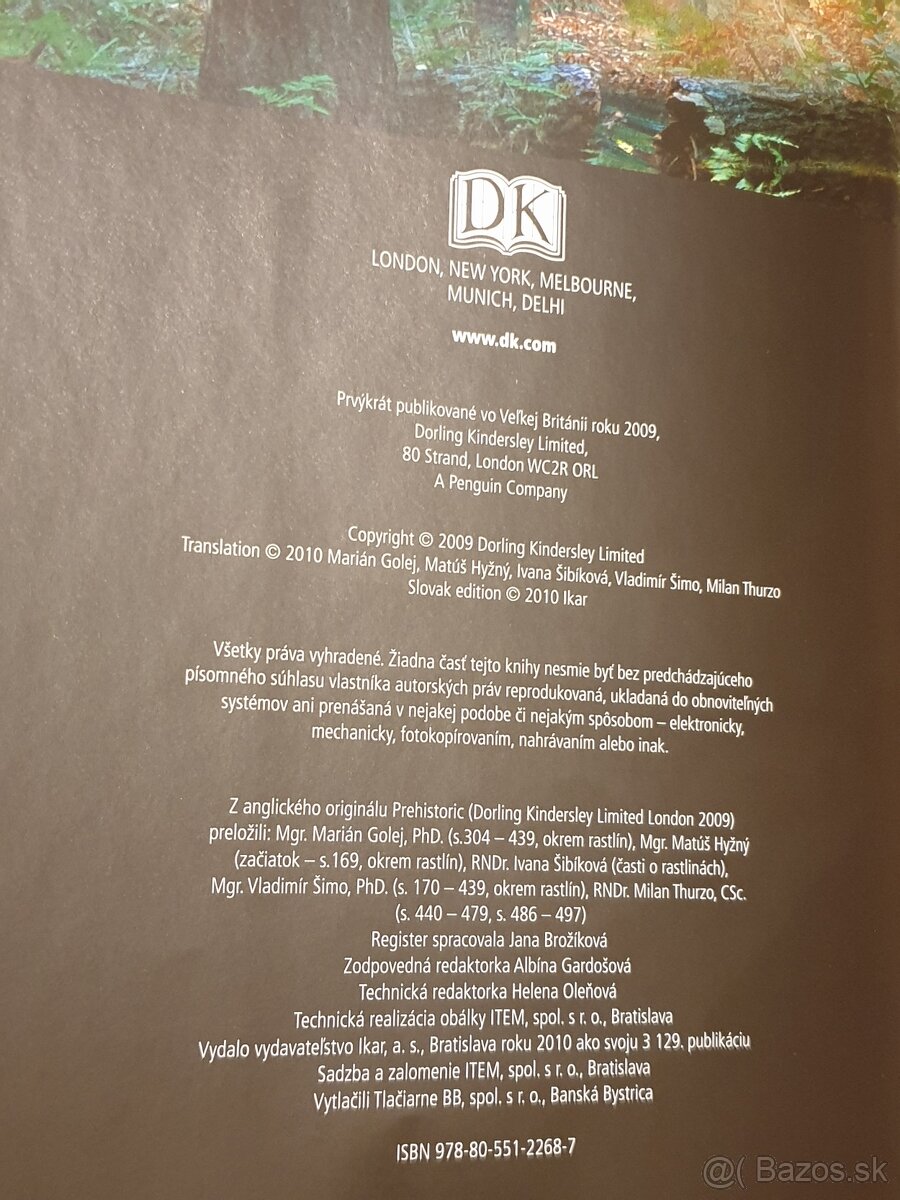 DK
LONDON, NEW YORK, MELBOURNE,
MUNICH, DELHI
www.dk.com
Prvýkrát publikované vo Veľkej Británii roku 2009,
Dorling Kindersley Limited,
80 Strand, London WC2R ORL
A Penguin Company
Copyright © 2009 Dorling Kindersley Limited
Translation © 2010 Marián Golej, Matúš Hyžný, Ivana Šibíková, Vladimír Šimo, Milan Thurzo
Slovak edition © 2010 Ikar
Všetky práva vyhradené. Žiadna časť tejto knihy nesmie byť bez predchádzajúceho
písomného súhlasu vlastníka autorských práv reprodukovaná, ukladaná do obnoviteľných
systémov ani prenášaná v nejakej podobe či nejakým spôsobom – elektronicky,
mechanicky, fotokopírovaním, nahrávaním alebo inak.
Z anglického originálu Prehistoric (Dorling Kindersley Limited London 2009)
preložili: Mgr. Marián Golej, PhD. (s.304 – 439, okrem rastlín), Mgr. Matúš Hyžný
(začiatok – s.169, okrem rastlín), RNDr. Ivana Šibíková (časti o rastlinách),
Mgr. Vladimír Šimo, PhD. (s. 170 – 439, okrem rastlín), RNDr. Milan Thurzo, CSc.
(s. 440 – 479, s. 486 – 497)
Register spracovala Jana Brožíková
Zodpovedná redaktorka Albína Gardošová
Technická redaktorka Helena Oleňová
Technická realizácia obálky ITEM, spol. s r. o., Bratislava
Vydalo vydavateľstvo Ikar, a. s., Bratislava roku 2010 ako svoju 3 129. publikáciu
Sadzba a zalomenie ITEM, spol. s r. o., Bratislava
Vytlačili Tlačiarne BB, spol. s r. o., Banská Bystrica
ISBN 978-80-551-2268-7
@( Bazos.sk